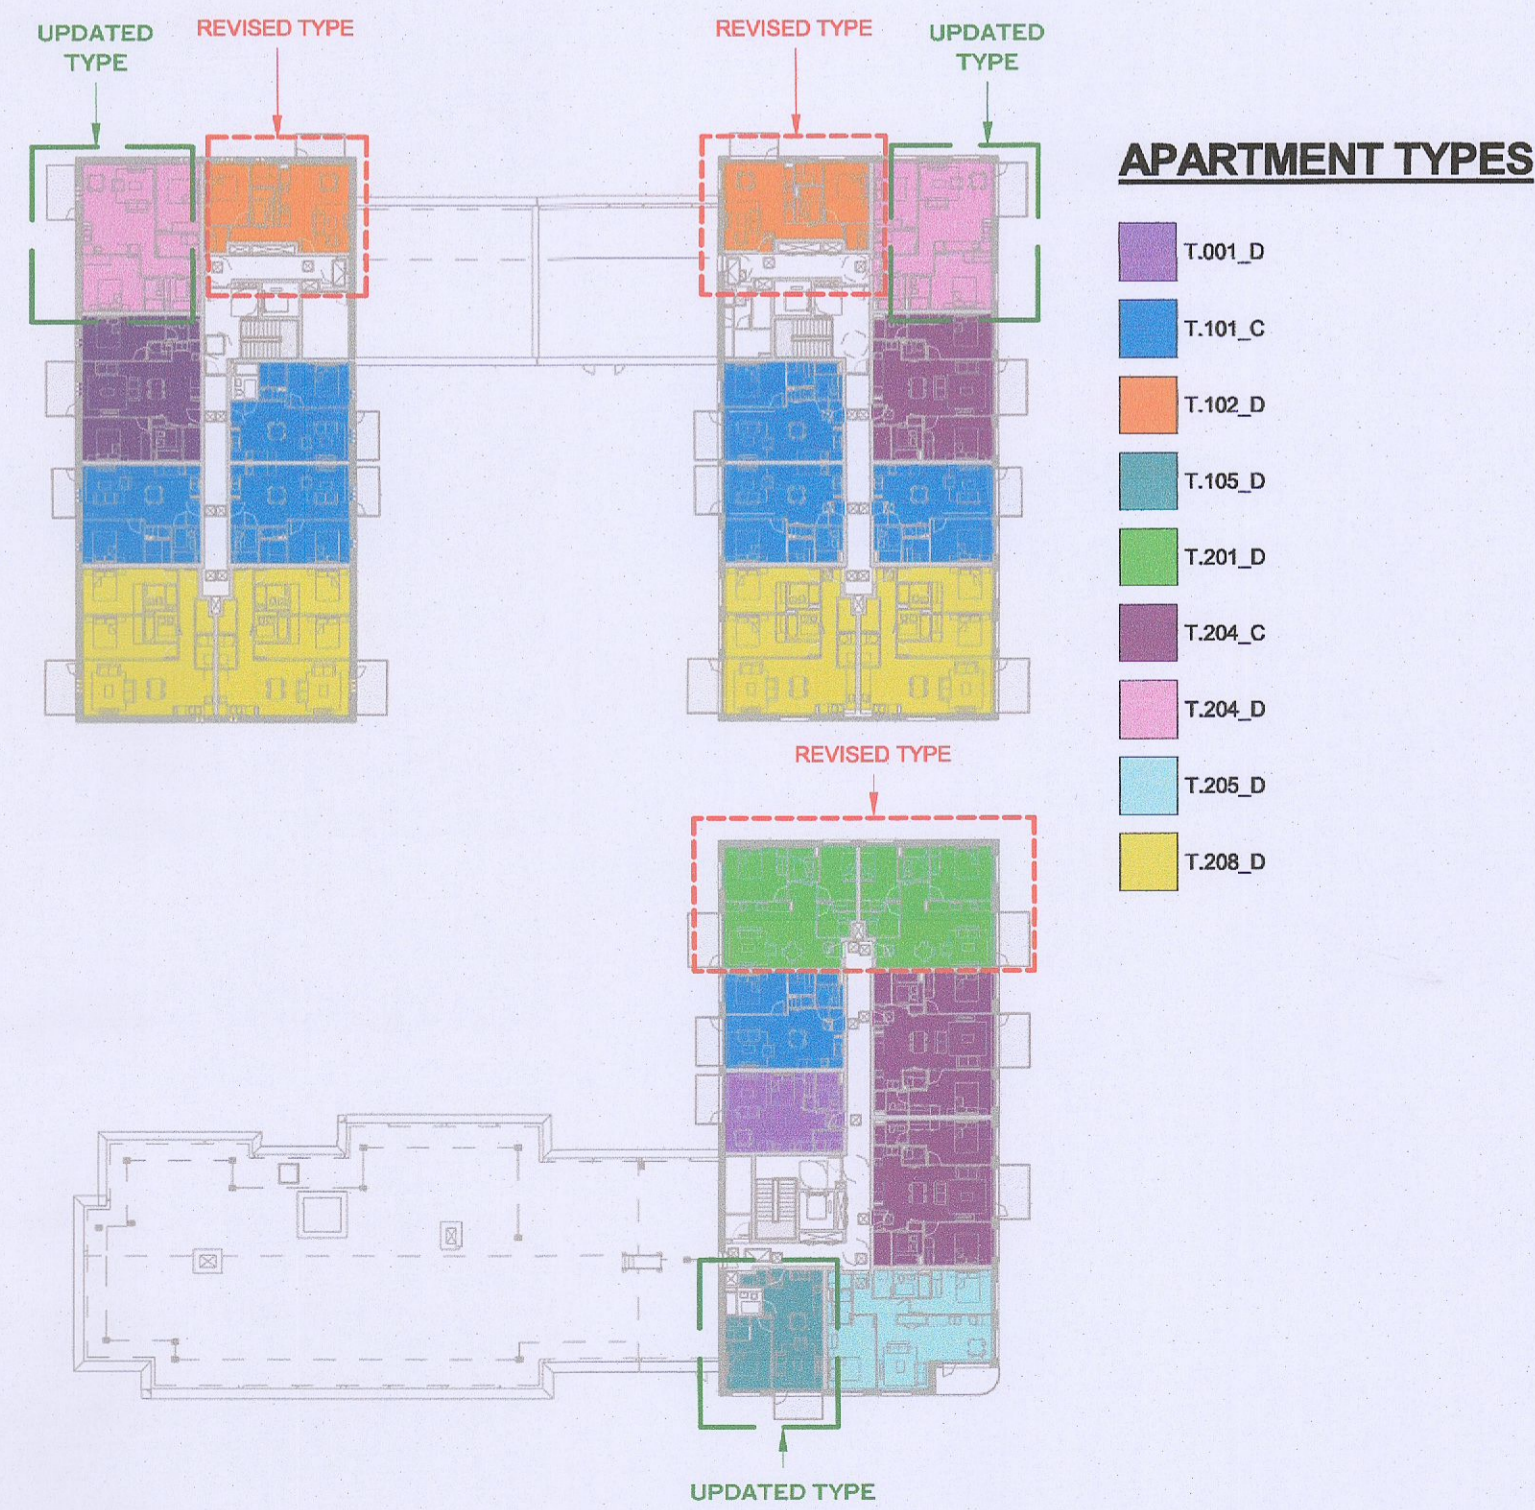 UPDATED
TYPE
REVISED TYPE
REVISED TYPE
UPDATED
TYPE
APARTMENT TYPES
T.001_D
T.101_C
T.102_D
T.105_D
T.201_D
T.204_C
T.204_D
T.205_D
T.208_D
REVISED TYPE
UPDATED TYPE